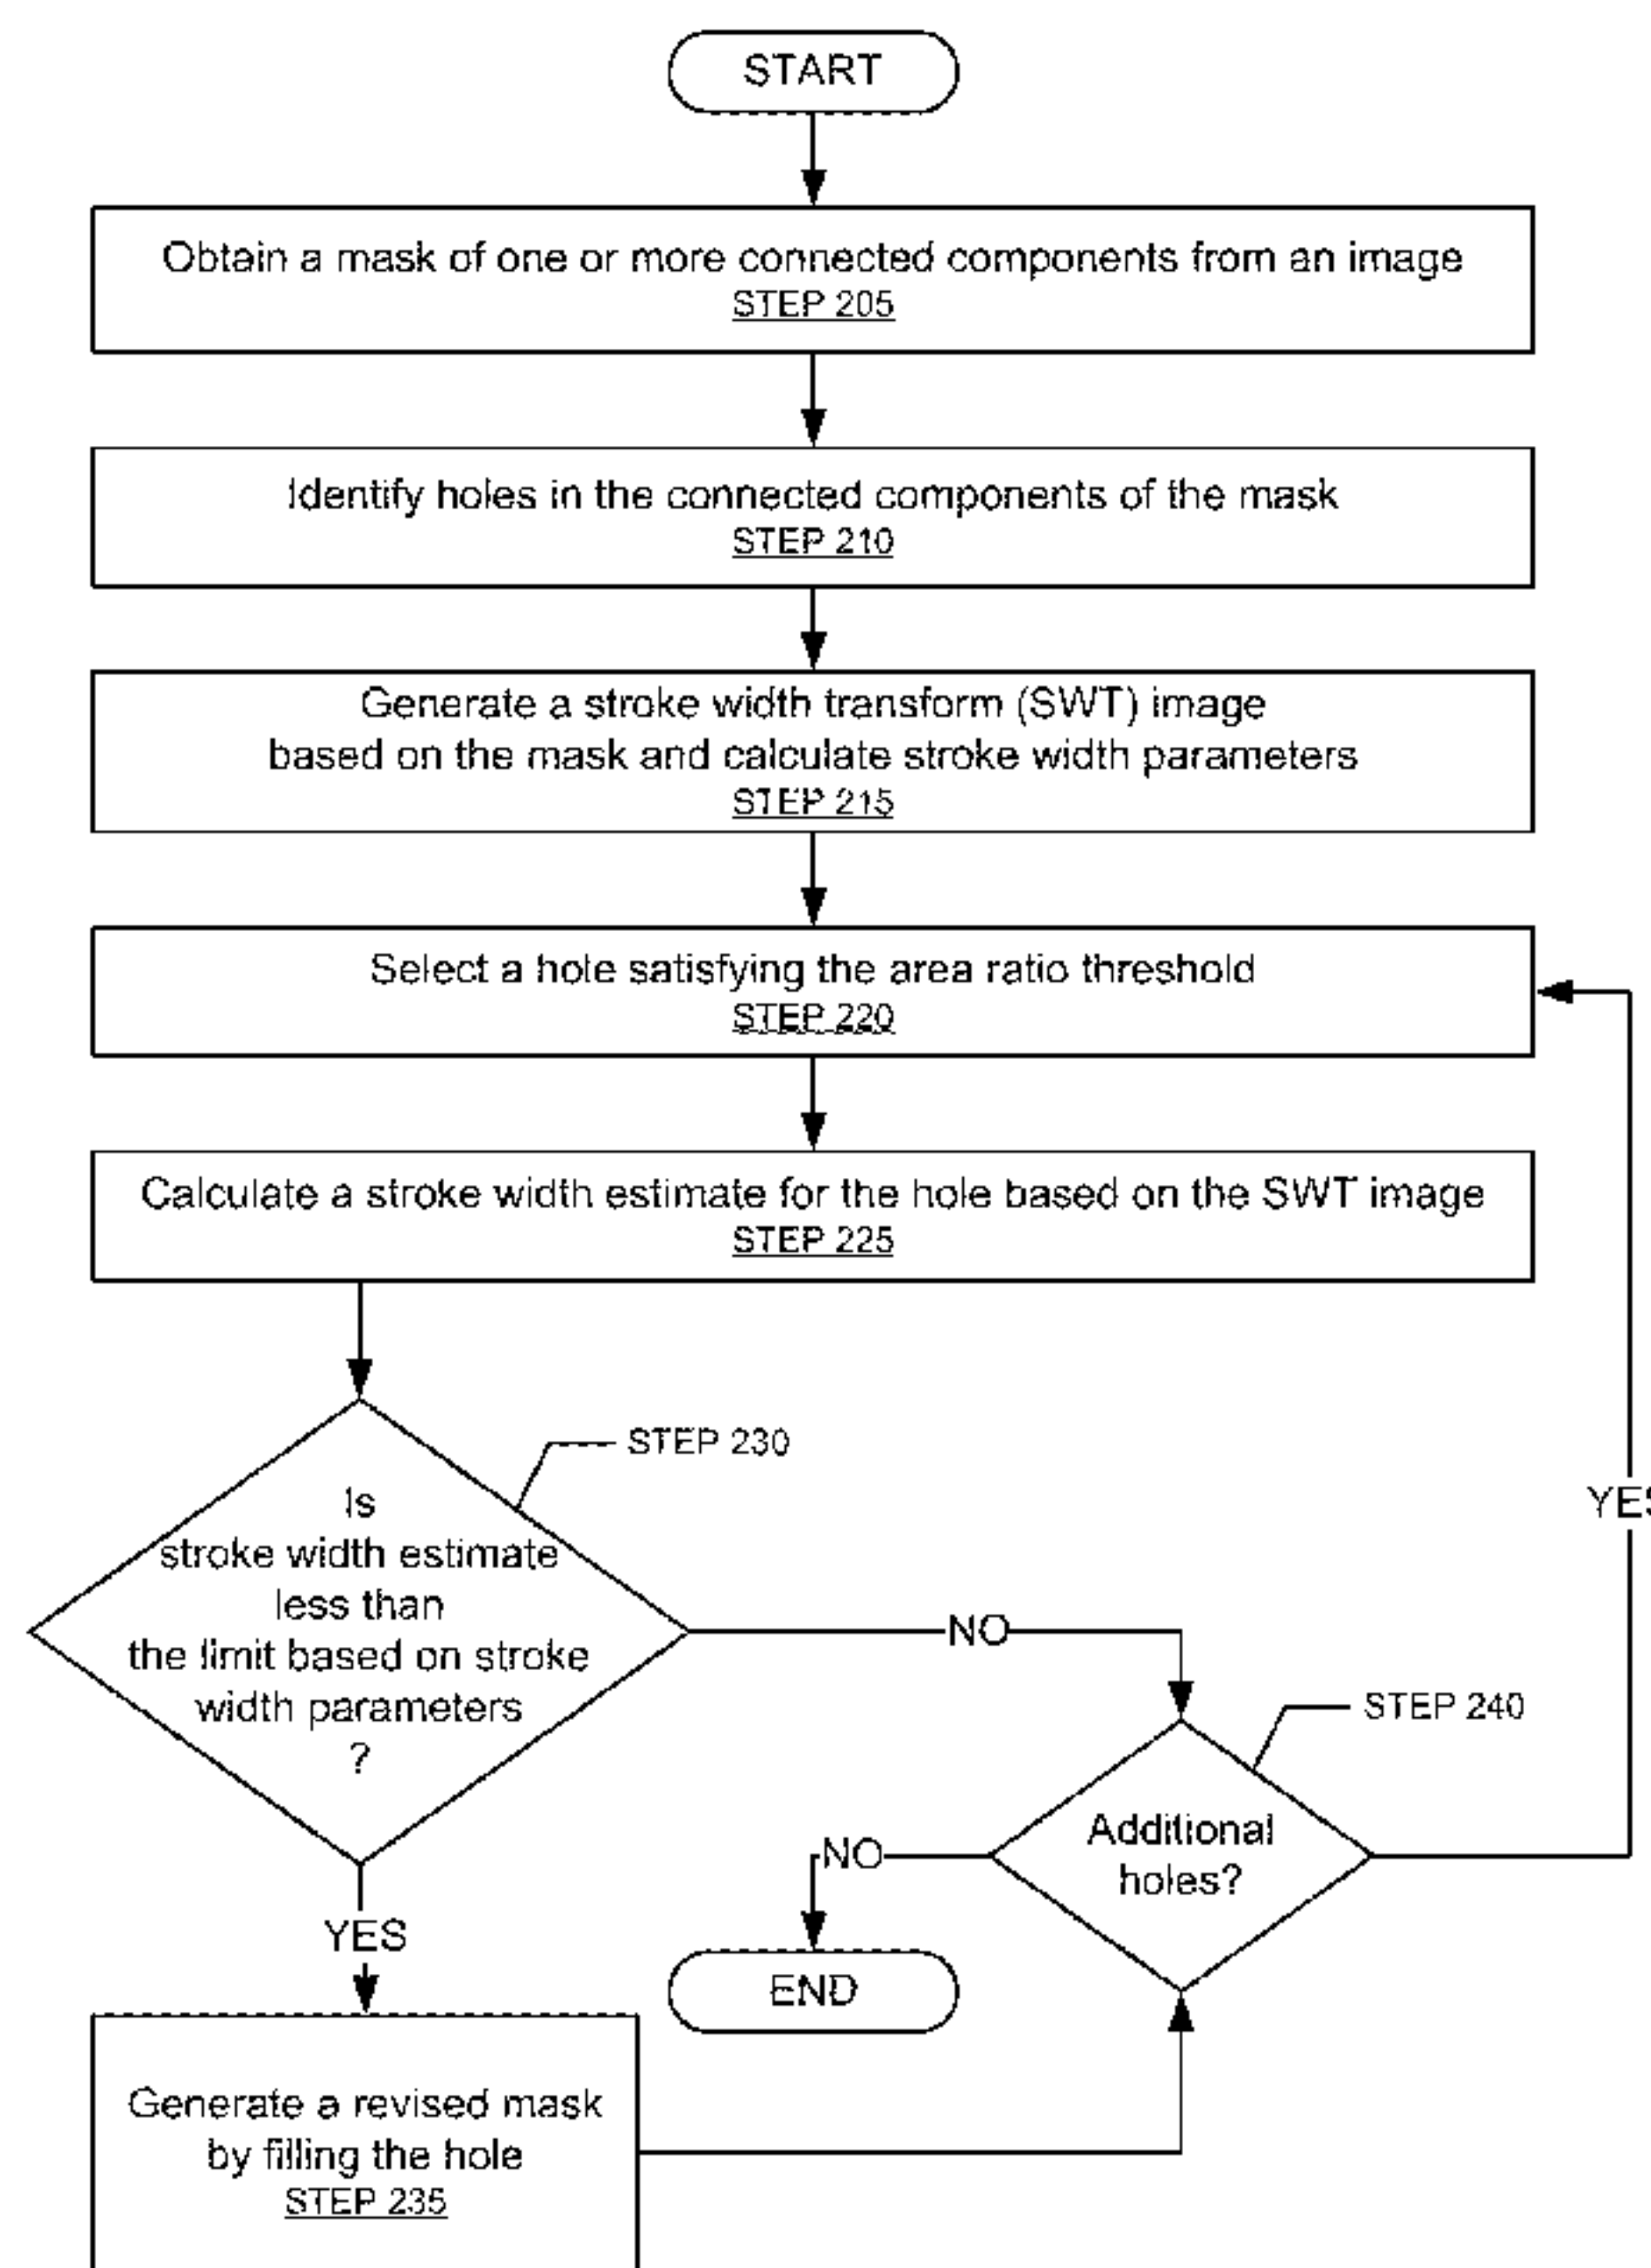 START
Obtain a mask of one or more connected components from an image
STEP 205
Identify holes in the connected components of the mask
STEP 210
Generate a stroke width transform (SWT) image
based on the mask and calculate stroke width parameters
STEP 215
Select a hole satisfying the area ratio threshold
STEP 220
Calculate a stroke width estimate for the hole based on the SWT image
STEP 225
STEP 230
Is
stroke width estimate
less than
the limit based on stroke
width parameters
?
YES
NO
STEP 240
Additional
holes?
YES
NO
END
Generate a revised mask
by filling the hole
STEP 235